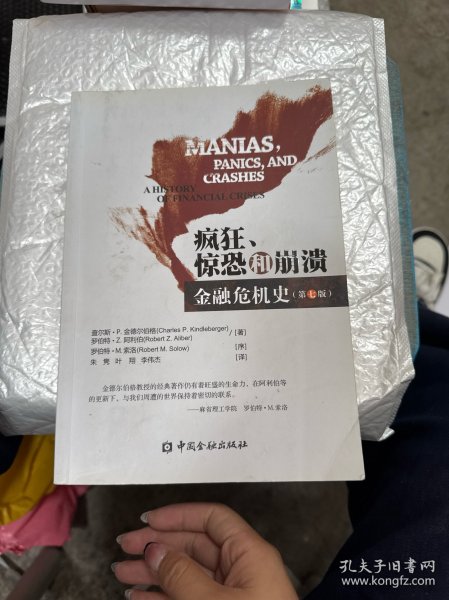 MANIAS,
PANICS, AND
CRASHES
A HISTORY
OF FINANCIAL CRISES
疯狂、
惊恐和崩溃
金融危机史(第七版)
查尔斯·P.金德尔伯格(Charles P. Kindleberger)
罗伯特·Z.阿利伯(Robert Z. Aliber) /[著]
罗伯特·M.索洛(Robert M. Solow) [序]
朱隽 叶翔 李伟杰 [译]
金德尔伯格教授的经典著作仍有着旺盛的生命力,在阿利伯等
的更新下,与我们周遭的世界保持着密切的联系。
——麻省理工学院 罗伯特·M.索洛
中国金融出版社
孔夫子旧书网
www.kongfz.com